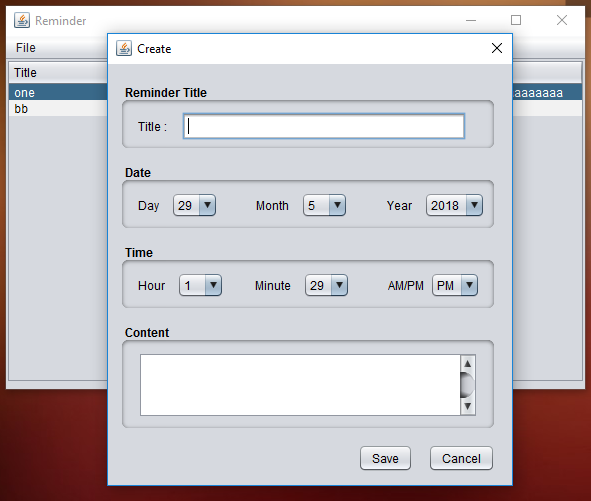 Reminder
File
Title
one
aaaaaaa
bb
Create
Reminder Title
Title :
Date
Day 29 Month 5 Year 2018
Time
Hour 1 Minute 29 AM/PM PM
Content
Save Cancel